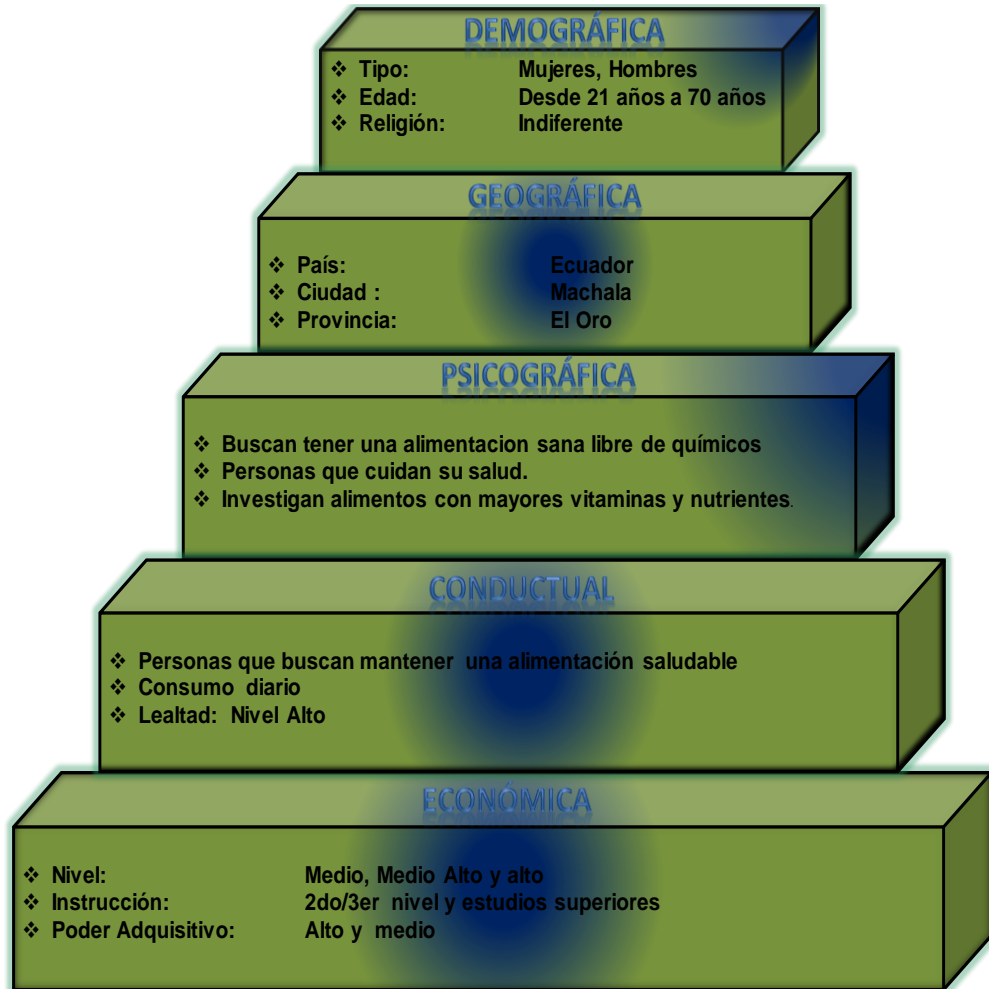 DEMOGRÁFICA
❖ Tipo: Mujeres, Hombres
❖ Edad: Desde 21 años a 70 años
❖ Religión: Indiferente
GEOGRÁFICA
❖ País: Ecuador
❖ Ciudad : Machala
❖ Provincia: El Oro
PSICOGRÁFICA
❖ Buscan tener una alimentacion sana libre de químicos
❖ Personas que cuidan su salud.
❖ Investigan alimentos con mayores vitaminas y nutrientes.
CONDUCTUAL
❖ Personas que buscan mantener una alimentación saludable
❖ Consumo diario
❖ Lealtad: Nivel Alto
ECONÓMICA
❖ Nivel: Medio, Medio Alto y alto
❖ Instrucción: 2do/3er nivel y estudios superiores
❖ Poder Adquisitivo: Alto y medio